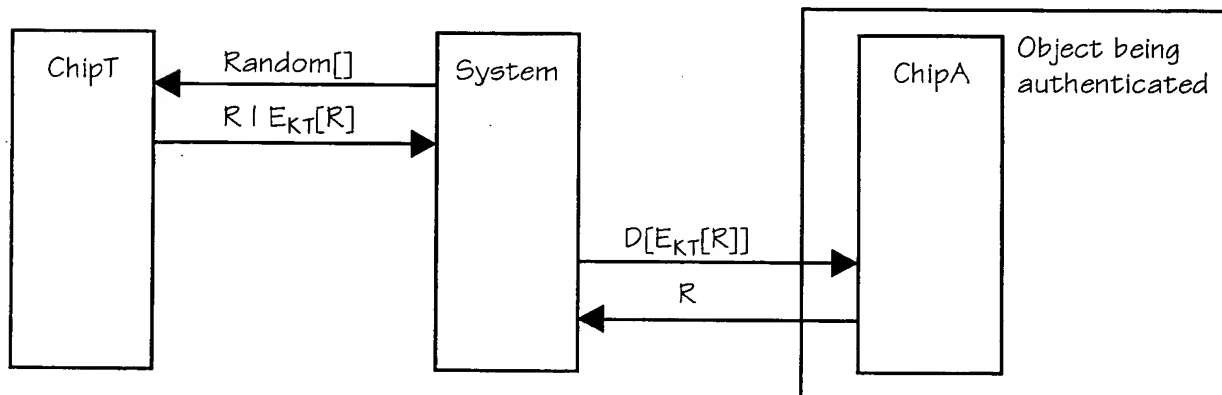 ChipT
Random[]
R | E_KT[R]
System
D[E_KT[R]]
R
ChipA
Object being
authenticated